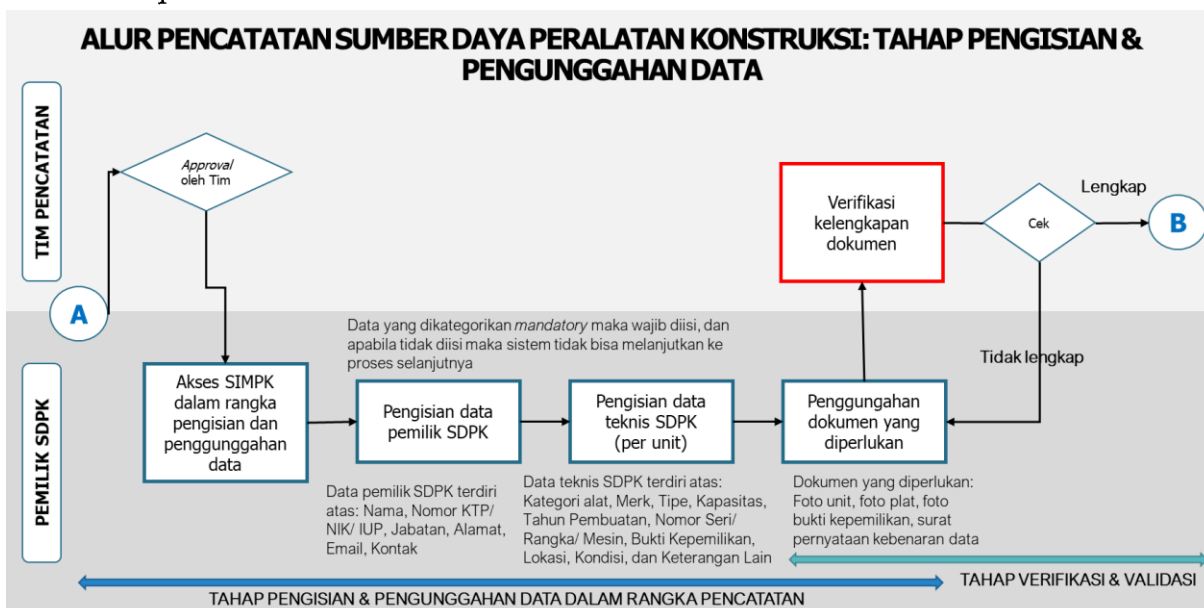 ALUR PENCATATAN SUMBER DAYA PERALATAN KONSTRUKSI: TAHAP PENGISIAN &
PENGUNGGAHAN DATA
TIM PENCATATAN
Approval
oleh Tim
Verifikasi
kelengkapan
dokumen
Cek
Lengkap
B
A
PEMILIK SDPK
Data yang dikategorikan mandatory maka wajib diisi, dan
apabila tidak diisi maka sistem tidak bisa melanjutkan ke
proses selanjutnya
Tidak lengkap
Akses SIMPK
dalam rangka
pengisian dan
penggunggahan
data
Pengisian data
pemilik SDPK
Pengisian data
teknis SDPK
(per unit)
Penggungahan
dokumen yang
diperlukan
Data pemilik SDPK terdiri
atas: Nama, Nomor KTP/
NIK/ IUP, Jabatan, Alamat,
Email, Kontak
Data teknis SDPK terdiri atas:
Kategori alat, Merk, Tipe, Kapasitas,
Tahun Pembuatan, Nomor Seri/
Rangka/ Mesin, Bukti Kepemilikan,
Lokasi, Kondisi, dan Keterangan Lain
Dokumen yang diperlukan:
Foto unit, foto plat, foto
bukti kepemilikan, surat
pernyataan kebenaran data
TAHAP VERIFIKASI & VALIDASI
TAHAP PENGISIAN & PENGUNGGAHAN DATA DALAM RANGKA PENCATATAN